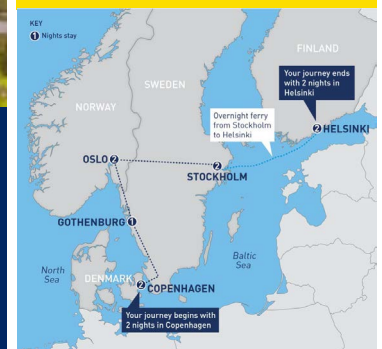 KEY
1 Nights stay
FINLAND
SWEDEN
NORWAY
Your journey ends
with 2 nights in
Helsinki
Overnight ferry
from Stockholm
to Helsinki
2 HELSINKI
OSLO 2
2
STOCKHOLM
GOTHENBURG 1
Baltic
Sea
North
Sea
DENMARK
2 COPENHAGEN
Your journey begins with
2 nights in Copenhagen